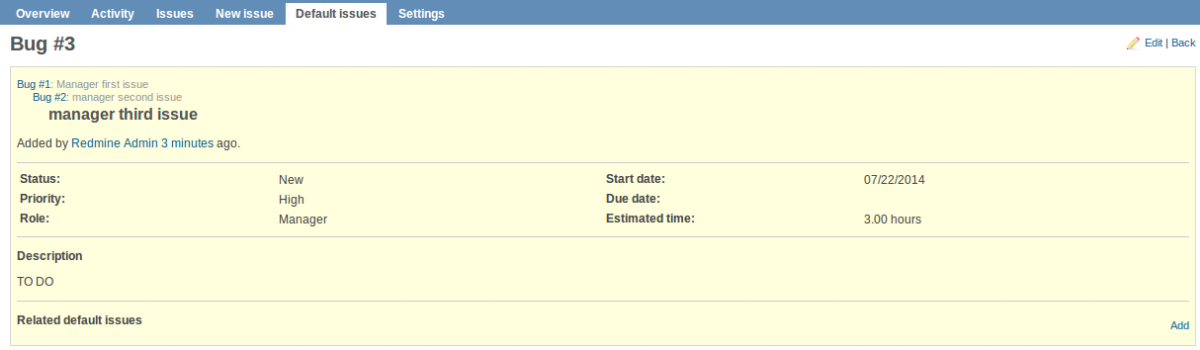 Overview Activity Issues New issue Default issues Settings
Bug #3
Edit | Back
Bug #1: Manager first issue
Bug #2: manager second issue
manager third issue
Added by Redmine Admin 3 minutes ago.
Status: New Start date: 07/22/2014
Priority: High Due date:
Role: Manager Estimated time: 3.00 hours
Description
TO DO
Related default issues
Add